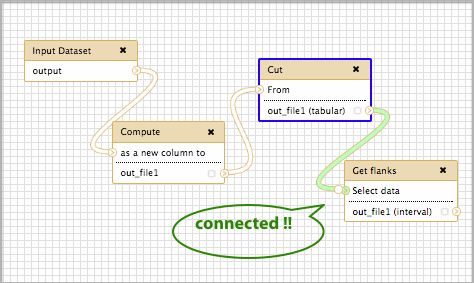 Input Dataset ✖
output
Cut ✖
From
out_file1 (tabular)
Compute ✖
as a new column to
out_file1
Get flanks ✖
Select data
out_file1 (interval)
connected !!